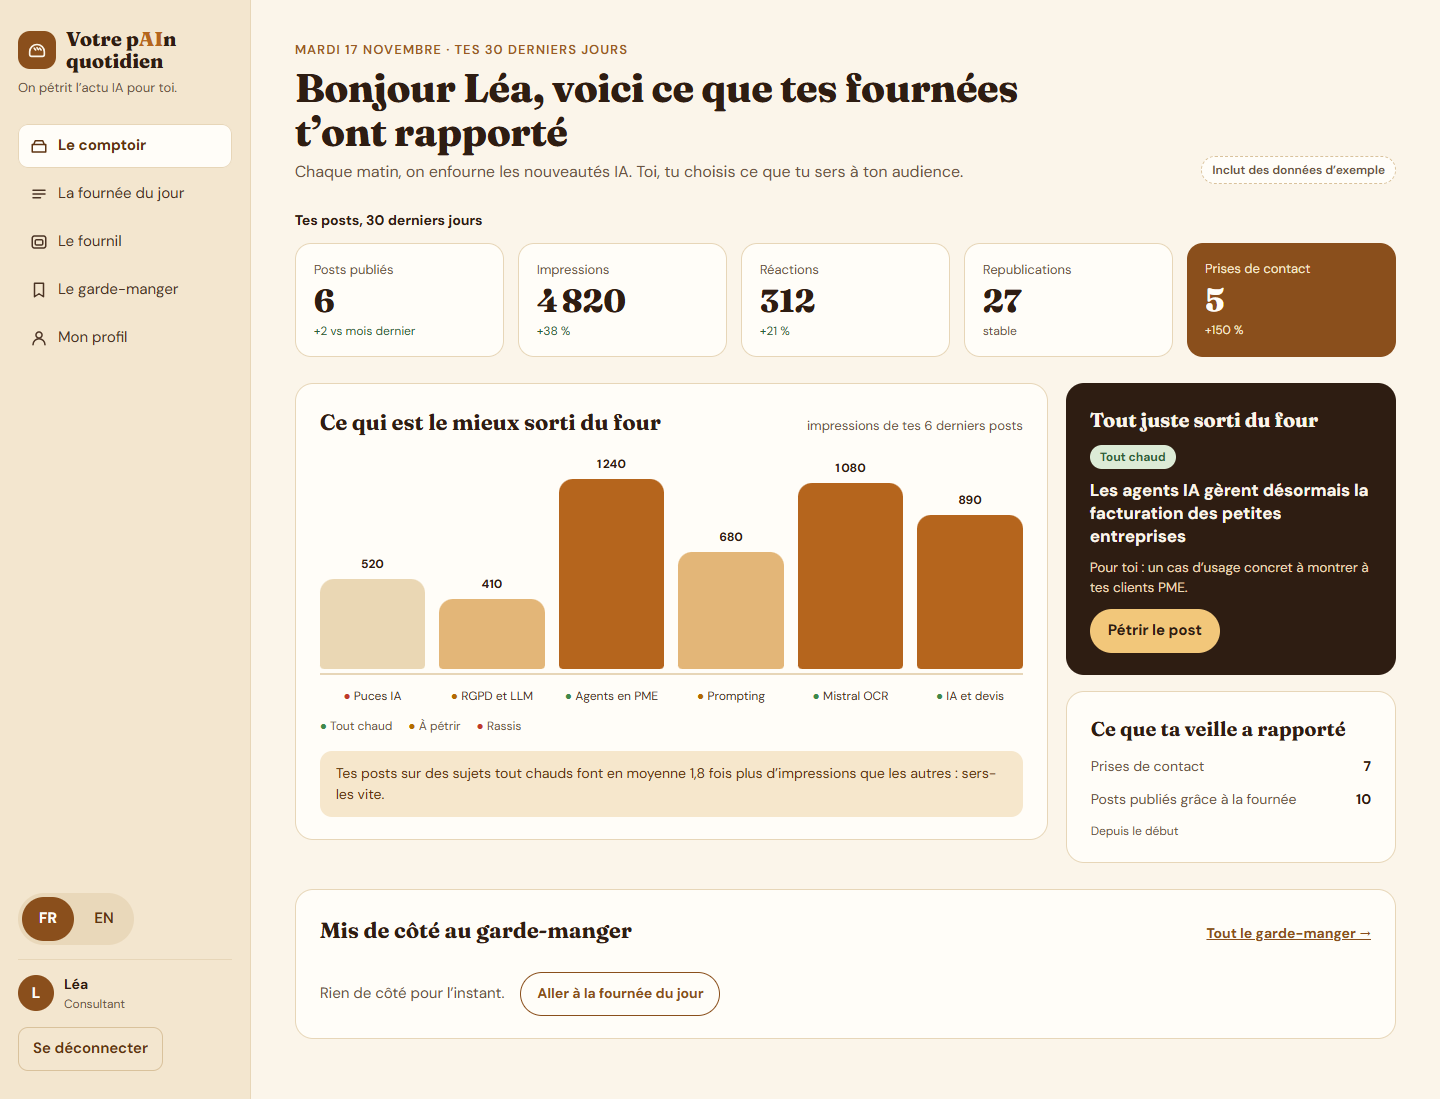 Votre pAIn
quotidien
On pétrit l’actu IA pour toi.
Le comptoir
La fournée du jour
Le fournil
Le garde-manger
Mon profil
FR
EN
L
Léa
Consultant
Se déconnecter
MARDI 17 NOVEMBRE · TES 30 DERNIERS JOURS
Bonjour Léa, voici ce que tes fournées
t’ont rapporté
Chaque matin, on enfourne les nouveautés IA. Toi, tu choisis ce que tu sers à ton audience.
Inclut des données d’exemple
Tes posts, 30 derniers jours
Posts publiés
6
+2 vs mois dernier
Impressions
4 820
+38 %
Réactions
312
+21 %
Republications
27
stable
Prises de contact
5
+150 %
Ce qui est le mieux sorti du four
impressions de tes 6 derniers posts
520
410
1 240
680
1 080
890
Puces IA
RGPD et LLM
Agents en PME
Prompting
Mistral OCR
IA et devis
Tout chaud
À pétrir
Rassis
Tes posts sur des sujets tout chauds font en moyenne 1,8 fois plus d’impressions que les autres : sers-
les vite.
Tout juste sorti du four
Tout chaud
Les agents IA gèrent désormais la
facturation des petites
entreprises
Pour toi : un cas d’usage concret à montrer à
tes clients PME.
Pétrir le post
Ce que ta veille a rapporté
Prises de contact 7
Posts publiés grâce à la fournée 10
Depuis le début
Mis de côté au garde-manger
Tout le garde-manger →
Rien de côté pour l’instant.
Aller à la fournée du jour